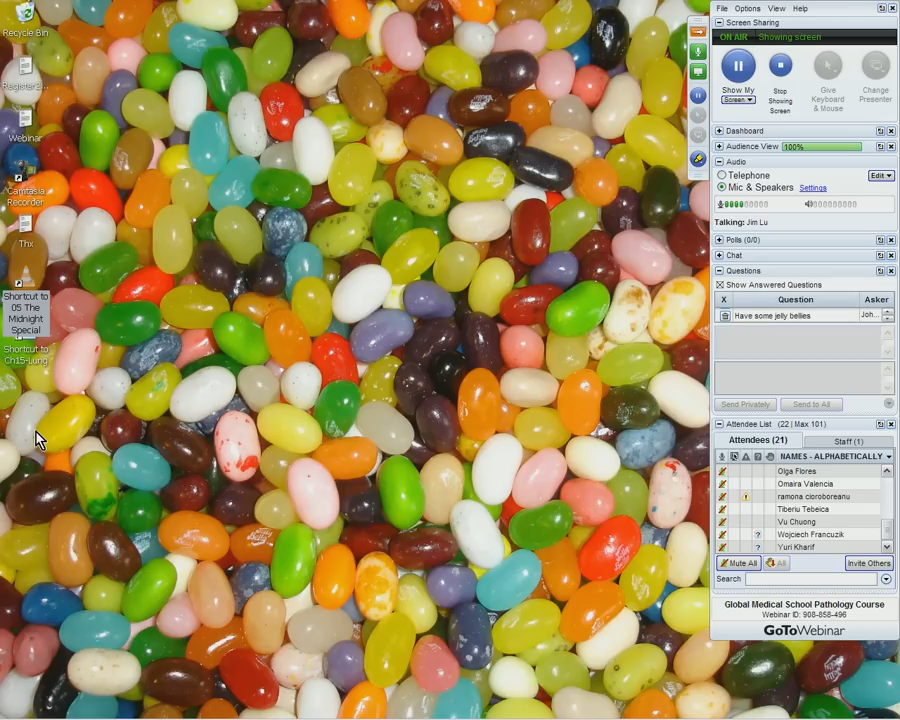 Recycle Bin
Register2...
Webinar
Camtasia
Recorder
Thx
Shortcut to
05 The
Midnight
Special
Shortcut to
Ch15-Lung
File Options View Help
Screen Sharing
ON AIR Showing screen
Show My
Screen
Stop
Showing
Screen
Give
Keyboard
& Mouse
Change
Presenter
Dashboard
Audience View 100%
Audio
Telephone
Edit
Mic & Speakers Settings
Talking: Jim Lu
Polls (0/0)
Chat
Questions
Show Answered Questions
X Question Asker
Have some jelly bellies Joh...
Send Privately Send to All
Attendee List (22 | Max 101)
Attendees (21) Staff (1)
NAMES - ALPHABETICALLY
Olga Flores
Omaira Valencia
ramona cioroboreanu
Tiberiu Tebeica
Vu Chuong
Wojciech Francuzik
Yuri Kharif
Mute All All Invite Others
Search
Global Medical School Pathology Course
Webinar ID: 908-858-496
GoToWebinar